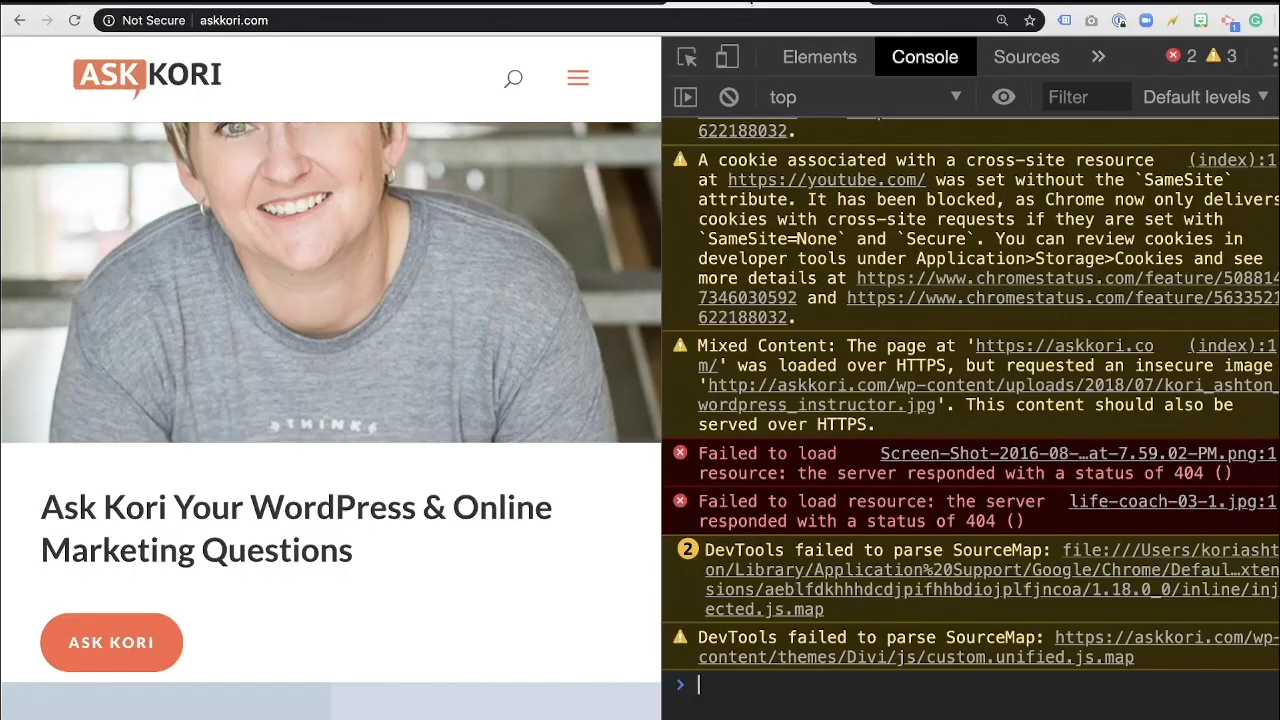 Not Secure askkori.com
ASK KORI
Elements Console Sources 2 3
top Filter Default levels
622188032.
A cookie associated with a cross-site resource (index):1
at https://youtube.com/ was set without the `SameSite`
attribute. It has been blocked, as Chrome now only delivers
cookies with cross-site requests if they are set with
`SameSite=None` and `Secure`. You can review cookies in
developer tools under Application>Storage>Cookies and see
more details at https://www.chromestatus.com/feature/508814
7346030592 and https://www.chromestatus.com/feature/5633521
622188032.
Mixed Content: The page at 'https://askkori.co (index):1
m/' was loaded over HTTPS, but requested an insecure image
'http://askkori.com/wp-content/uploads/2018/07/kori_ashton_
wordpress_instructor.jpg'. This content should also be
served over HTTPS.
Failed to load Screen-Shot-2016-08-…at-7.59.02-PM.png:1
resource: the server responded with a status of 404 ()
Failed to load resource: the server life-coach-03-1.jpg:1
responded with a status of 404 ()
2 DevTools failed to parse SourceMap: file:///Users/koriasht
on/Library/Application%20Support/Google/Chrome/Defaul…xten
sions/aeblfdkhhhdcdjpifhhbdiojplfjncoa/1.18.0_0/inline/inj
ected.js.map
DevTools failed to parse SourceMap: https://askkori.com/wp-
content/themes/Divi/js/custom.unified.js.map
THINK
Ask Kori Your WordPress & Online
Marketing Questions
ASK KORI